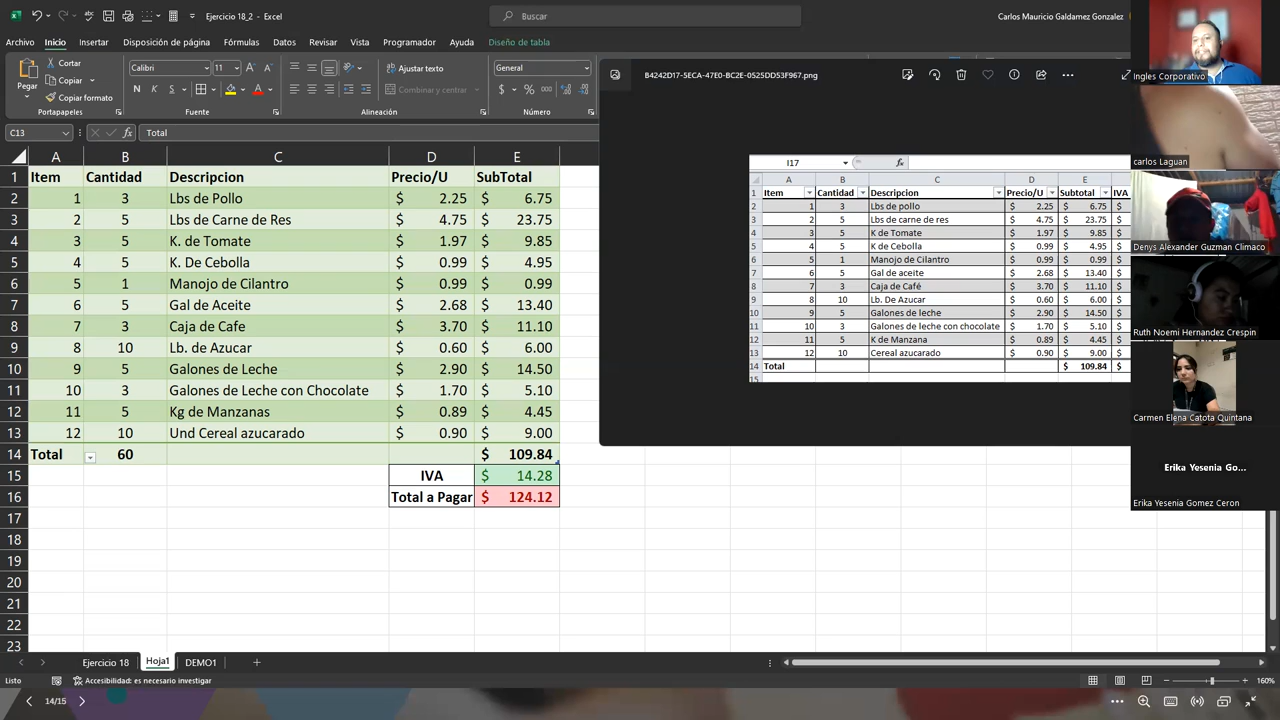 Ejercicio 18_2 - Excel
Buscar
Carlos Mauricio Galdamez Gonzalez
Archivo Inicio Insertar Disposición de página Fórmulas Datos Revisar Vista Programador Ayuda Diseño de tabla
Pegar
Cortar
Copiar
Copiar formato
Portapapeles
Calibri 11
N K S
Fuente
Ajustar texto
Combinar y centrar
Alineación
General
$ % 000
Número
C13 fx Total
A B C D E
1 Item Cantidad Descripcion Precio/U SubTotal
2 1 3 Lbs de Pollo $ 2.25 $ 6.75
3 2 5 Lbs de Carne de Res $ 4.75 $ 23.75
4 3 5 K. de Tomate $ 1.97 $ 9.85
5 4 5 K. De Cebolla $ 0.99 $ 4.95
6 5 1 Manojo de Cilantro $ 0.99 $ 0.99
7 6 5 Gal de Aceite $ 2.68 $ 13.40
8 7 3 Caja de Cafe $ 3.70 $ 11.10
9 8 10 Lb. de Azucar $ 0.60 $ 6.00
10 9 5 Galones de Leche $ 2.90 $ 14.50
11 10 3 Galones de Leche con Chocolate $ 1.70 $ 5.10
12 11 5 Kg de Manzanas $ 0.89 $ 4.45
13 12 10 Und Cereal azucarado $ 0.90 $ 9.00
14 Total 60 $ 109.84
15 IVA $ 14.28
16 Total a Pagar $ 124.12
17
18
19
20
21
22
23
B4242D17-5ECA-47E0-BC2E-0525DD53F967.png
I17 fx
A B C D E
1 Item Cantidad Descripcion Precio/U Subtotal IVA
2 1 3 Lbs de pollo $ 2.25 $ 6.75 $
3 2 5 Lbs de carne de res $ 4.75 $ 23.75 $
4 3 5 K de Tomate $ 1.97 $ 9.85 $
5 4 5 K de Cebolla $ 0.99 $ 4.95 $
6 5 1 Manojo de Cilantro $ 0.99 $ 0.99 $
7 6 5 Gal de aceite $ 2.68 $ 13.40 $
8 7 3 Caja de Café $ 3.70 $ 11.10 $
9 8 10 Lb. De Azucar $ 0.60 $ 6.00 $
10 9 5 Galones de leche $ 2.90 $ 14.50 $
11 10 3 Galones de leche con chocolate $ 1.70 $ 5.10 $
12 11 5 K de Manzana $ 0.89 $ 4.45 $
13 12 10 Cereal azucarado $ 0.90 $ 9.00 $
14 Total $ 109.84 $
15
Ingles Corporativo
carlos Laguan
Denys Alexander Guzman Climaco
Ruth Noemi Hernandez Crespin
Carmen Elena Catota Quintana
Erika Yesenia Go...
Erika Yesenia Gomez Ceron
Ejercicio 18 Hoja1 DEMO1
Listo Accesibilidad: es necesario investigar 160%
14/15